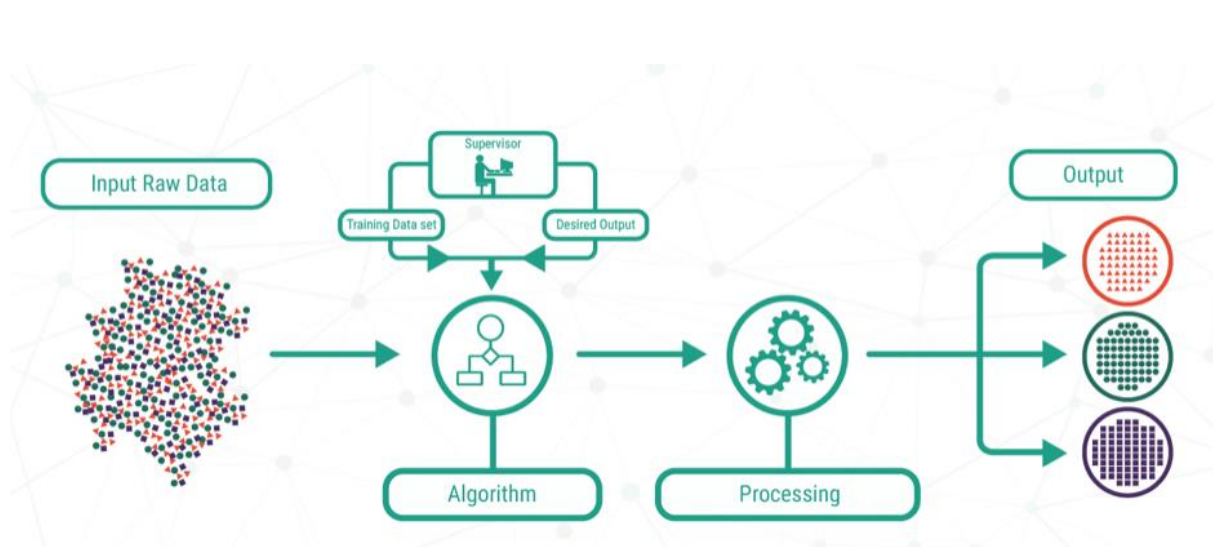 Supervisor
Input Raw Data
Output
Training Data set
Desired Output
Algorithm
Processing